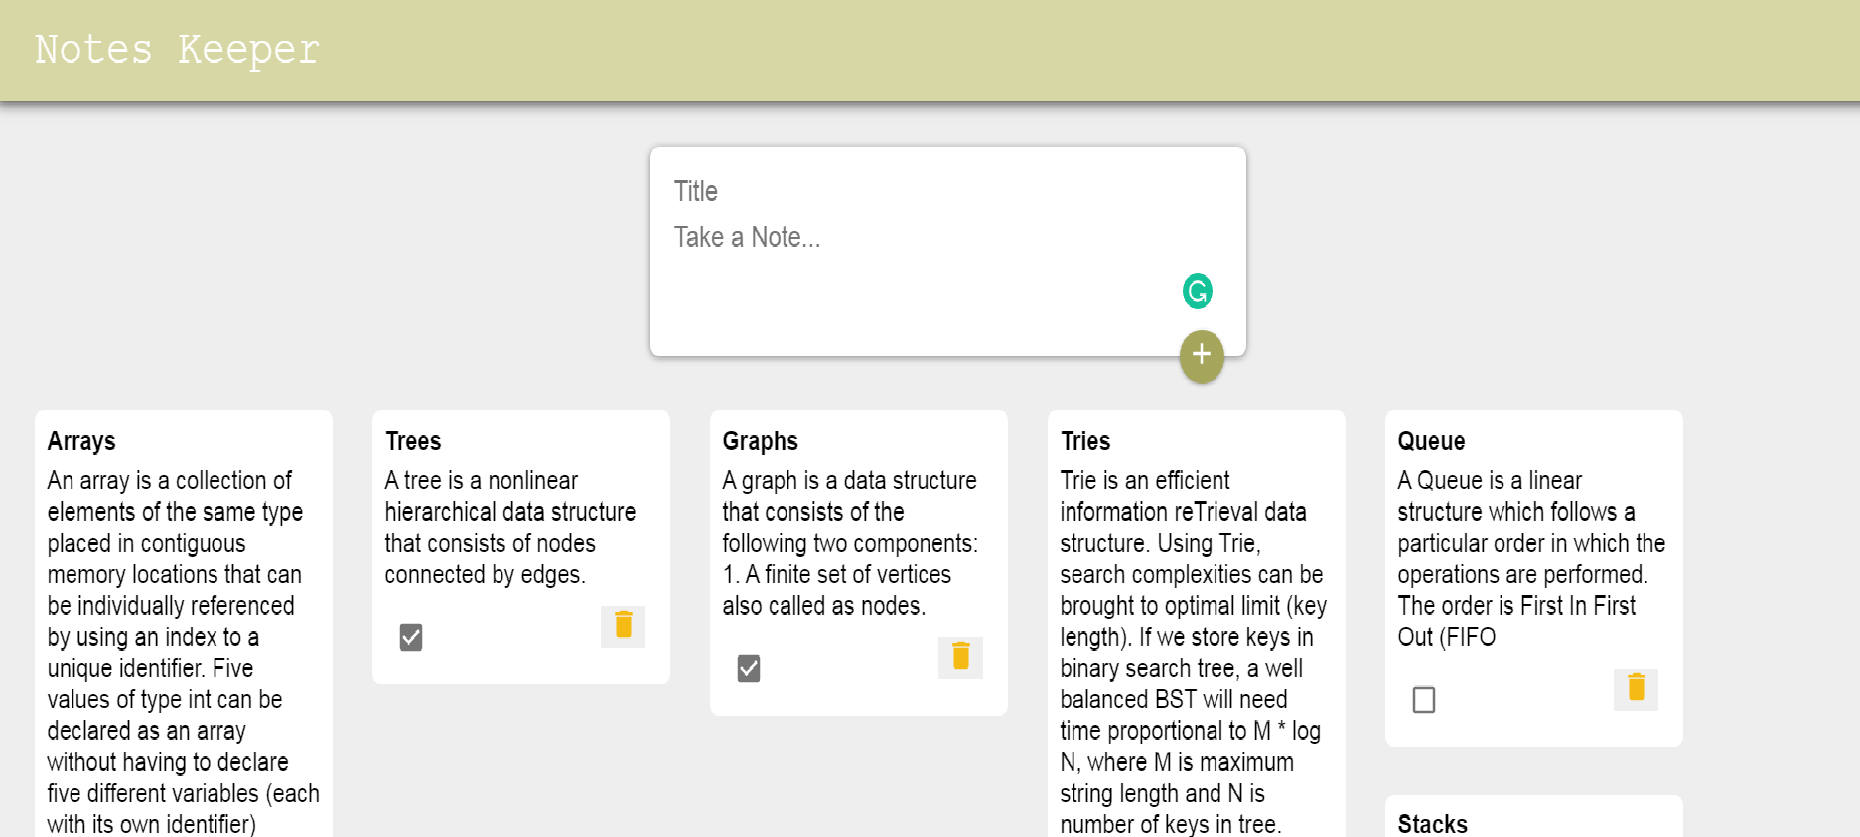 Notes Keeper
Title
Take a Note...
Arrays
An array is a collection of
elements of the same type
placed in contiguous
memory locations that can
be individually referenced
by using an index to a
unique identifier. Five
values of type int can be
declared as an array
without having to declare
five different variables (each
with its own identifier)
Trees
A tree is a nonlinear
hierarchical data structure
that consists of nodes
connected by edges.
Graphs
A graph is a data structure
that consists of the
following two components:
1. A finite set of vertices
also called as nodes.
Tries
Trie is an efficient
information reTrieval data
structure. Using Trie,
search complexities can be
brought to optimal limit (key
length). If we store keys in
binary search tree, a well
balanced BST will need
time proportional to M * log
N, where M is maximum
string length and N is
number of keys in tree.
Queue
A Queue is a linear
structure which follows a
particular order in which the
operations are performed.
The order is First In First
Out (FIFO
Stacks